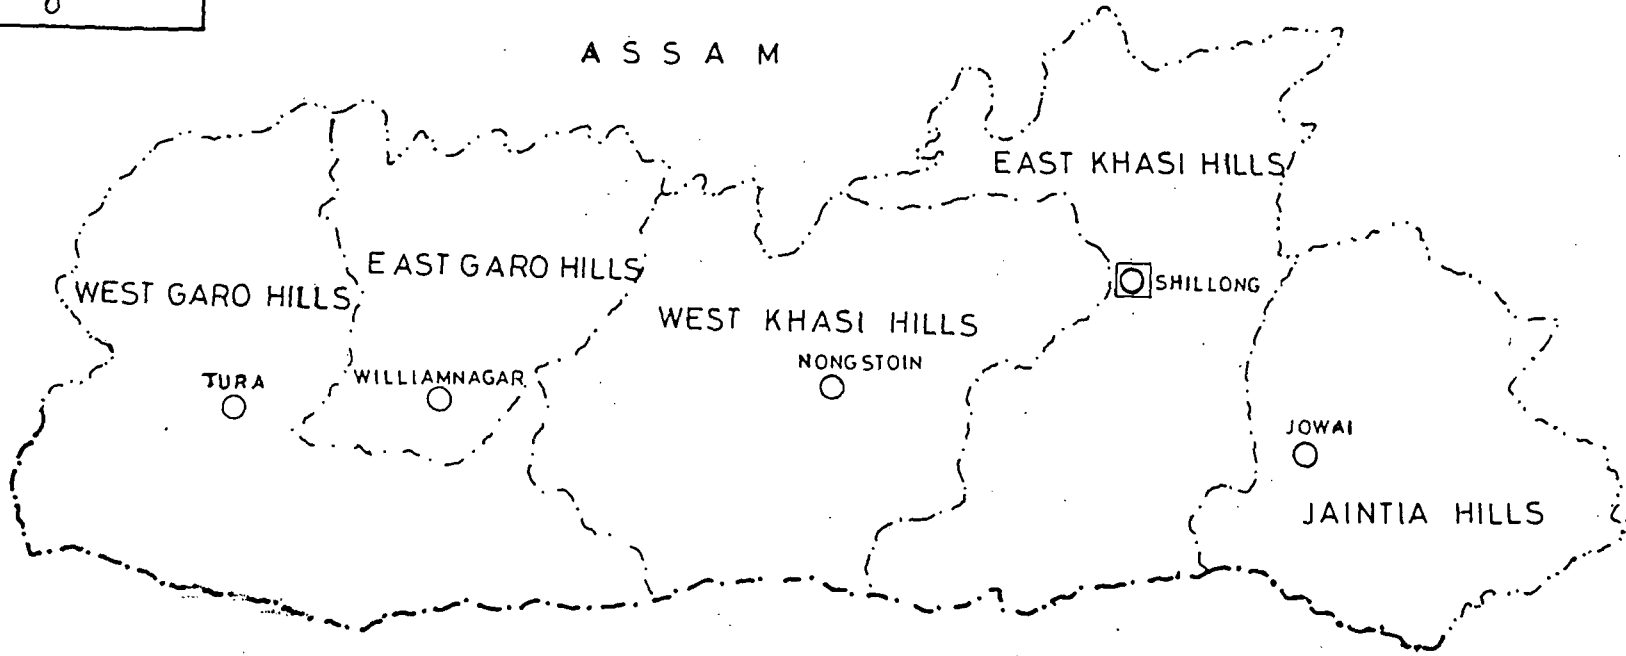 ASSAM
EAST KHASI HILLS
EAST GARO HILLS
SHILLONG
WEST GARO HILLS
WEST KHASI HILLS
NONGSTOIN
WILLIAMNAGAR
TURA
JOWAI
JAINTIA HILLS